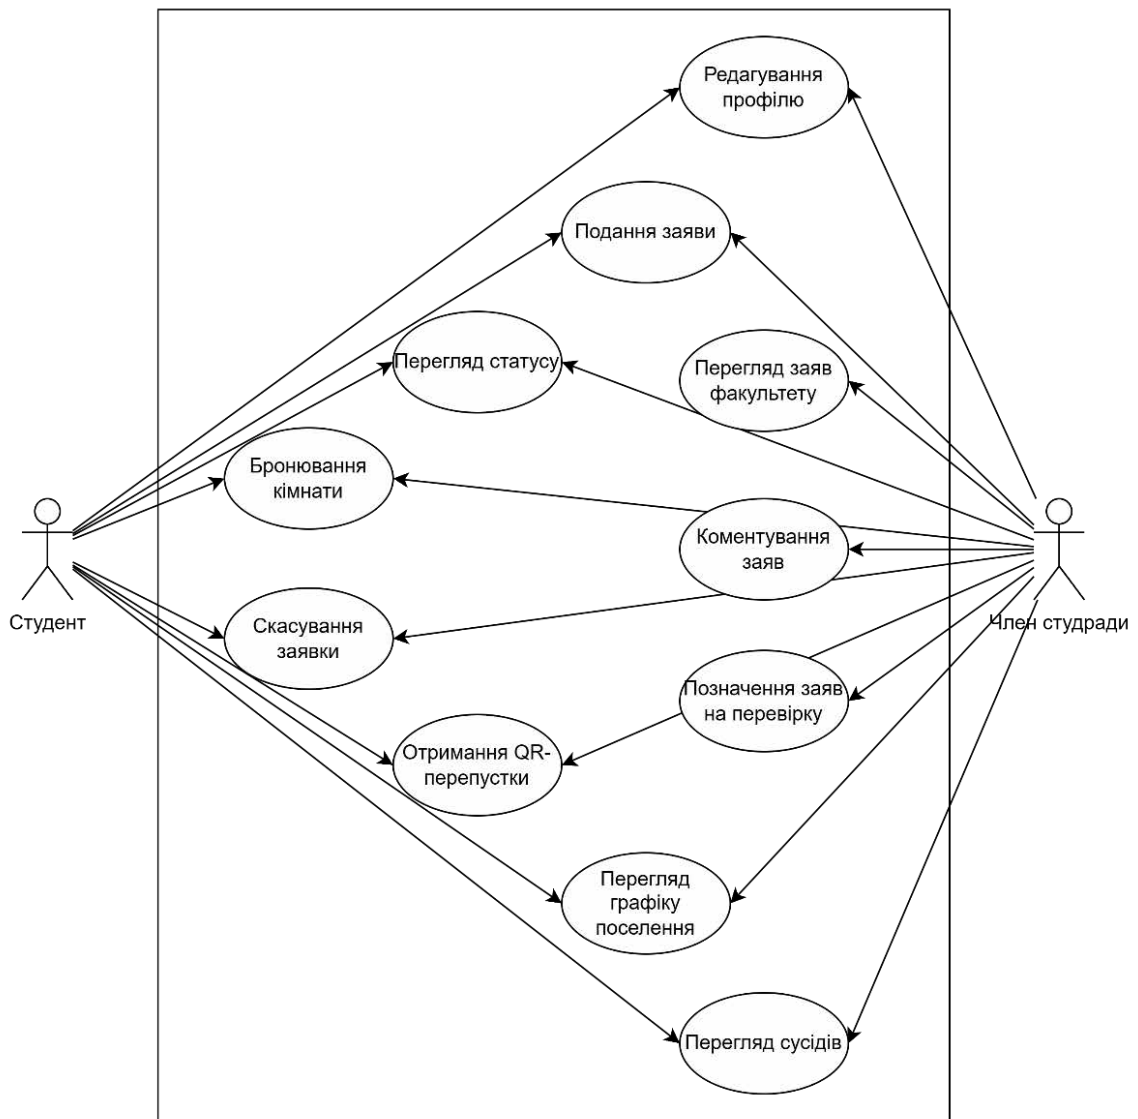 Редагування
профілю
Подання заяви
Перегляд статусу
Перегляд заяв
факультету
Бронювання
кімнати
Коментування
заяв
Студент
Член студради
Скасування
заявки
Позначення заяв
на перевірку
Отримання QR-
перепустки
Перегляд
графіку
поселення
Перегляд сусідів